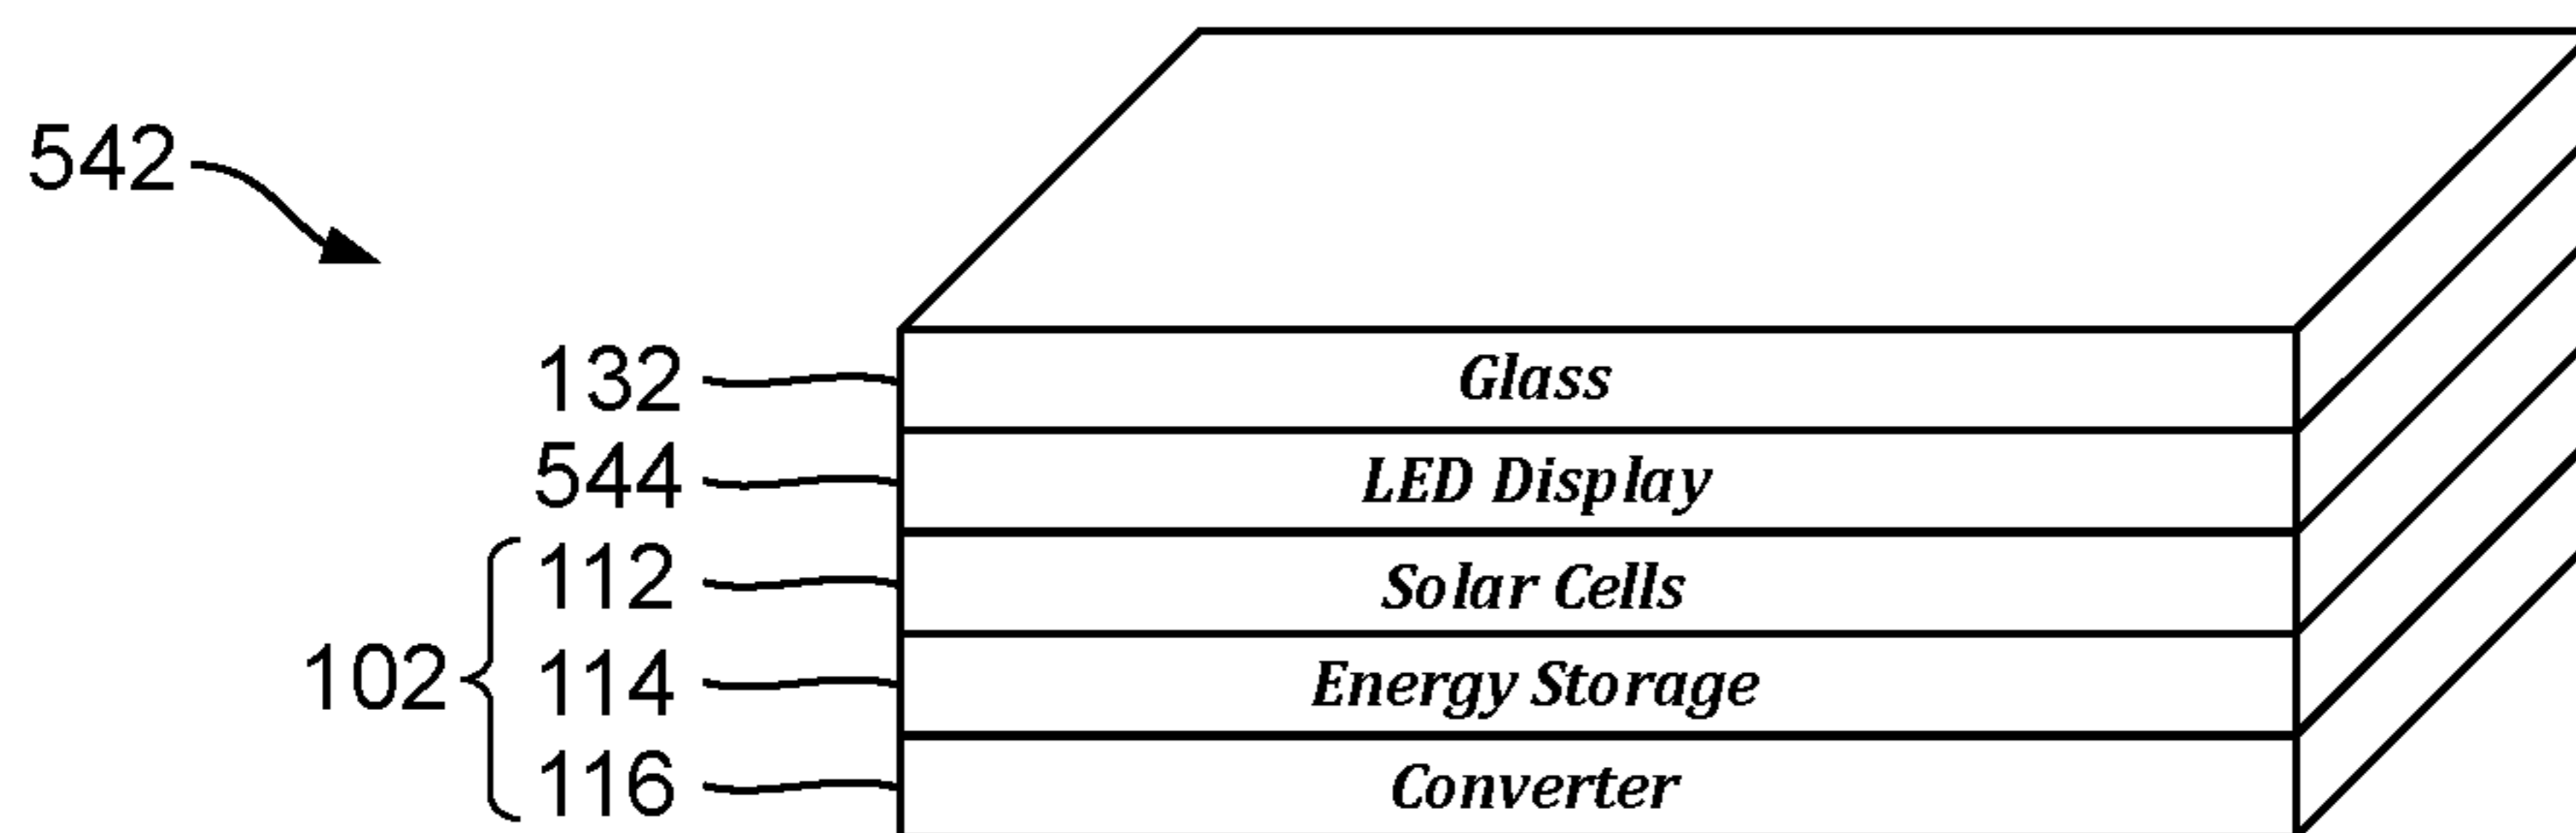 542
132 Glass
544 LED Display
112 Solar Cells
102
114 Energy Storage
116 Converter